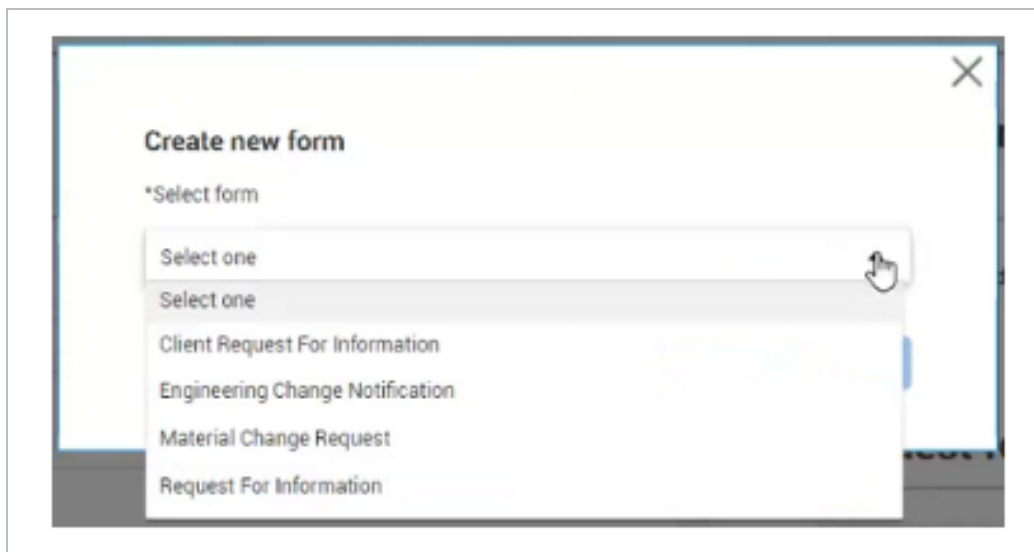 Create new form
*Select form
Select one
Select one
Client Request For Information
Engineering Change Notification
Material Change Request
Request For Information